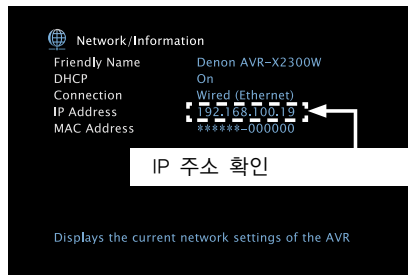 Network/Information
Friendly Name Denon AVR-X2300W
DHCP On
Connection Wired (Ethernet)
IP Address 192.168.100.19
MAC Address ******-000000
IP 주소 확인
Displays the current network settings of the AVR